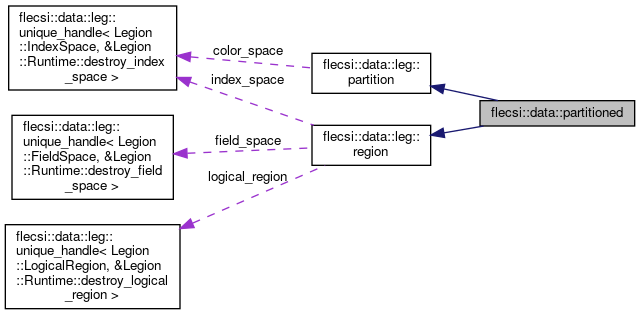 flecsi::data::leg::
unique_handle< Legion
::IndexSpace, &Legion
::Runtime::destroy_index
_space >
color_space
index_space
flecsi::data::leg::
partition
flecsi::data::partitioned
flecsi::data::leg::
unique_handle< Legion
::FieldSpace, &Legion
::Runtime::destroy_field
_space >
field_space
flecsi::data::leg::
region
logical_region
flecsi::data::leg::
unique_handle< Legion
::LogicalRegion, &Legion
::Runtime::destroy_logical
_region >